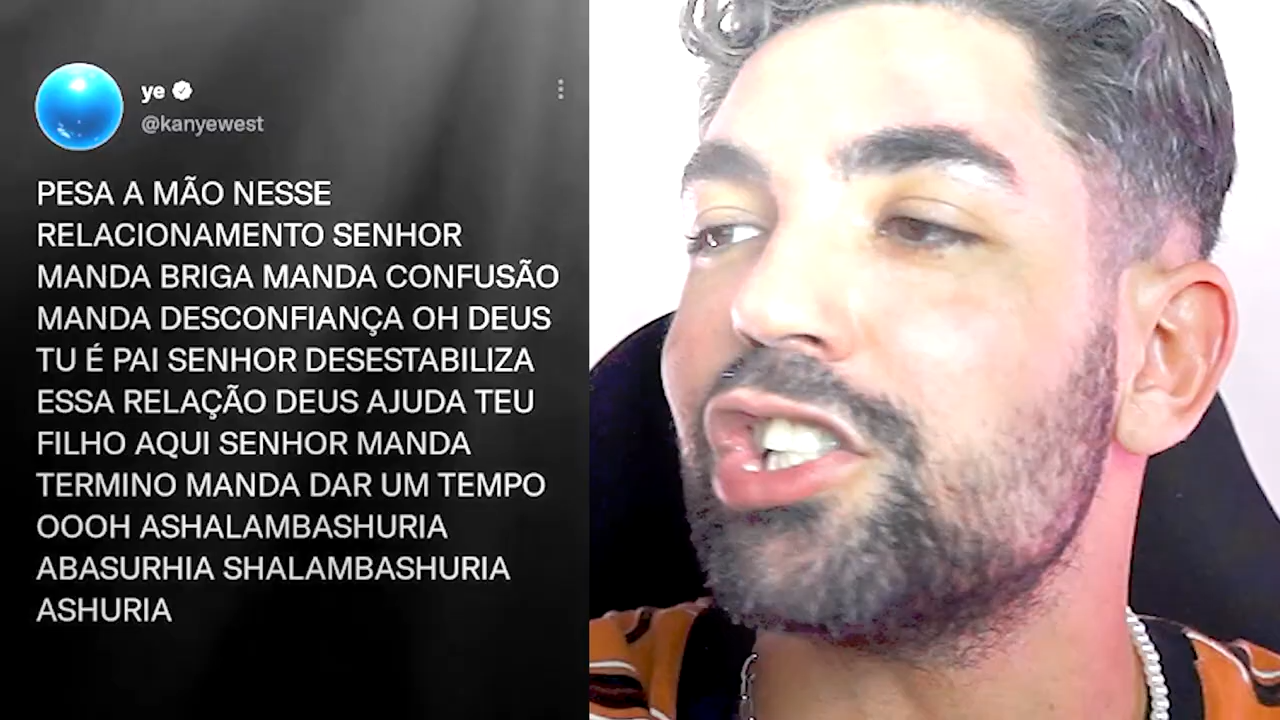 ye
@kanyewest
PESA A MÃO NESSE
RELACIONAMENTO SENHOR
MANDA BRIGA MANDA CONFUSÃO
MANDA DESCONFIANÇA OH DEUS
TU É PAI SENHOR DESESTABILIZA
ESSA RELAÇÃO DEUS AJUDA TEU
FILHO AQUI SENHOR MANDA
TERMINO MANDA DAR UM TEMPO
OOOH ASHALAMBASHURIA
ABASURHIA SHALAMBASHURIA
ASHURIA